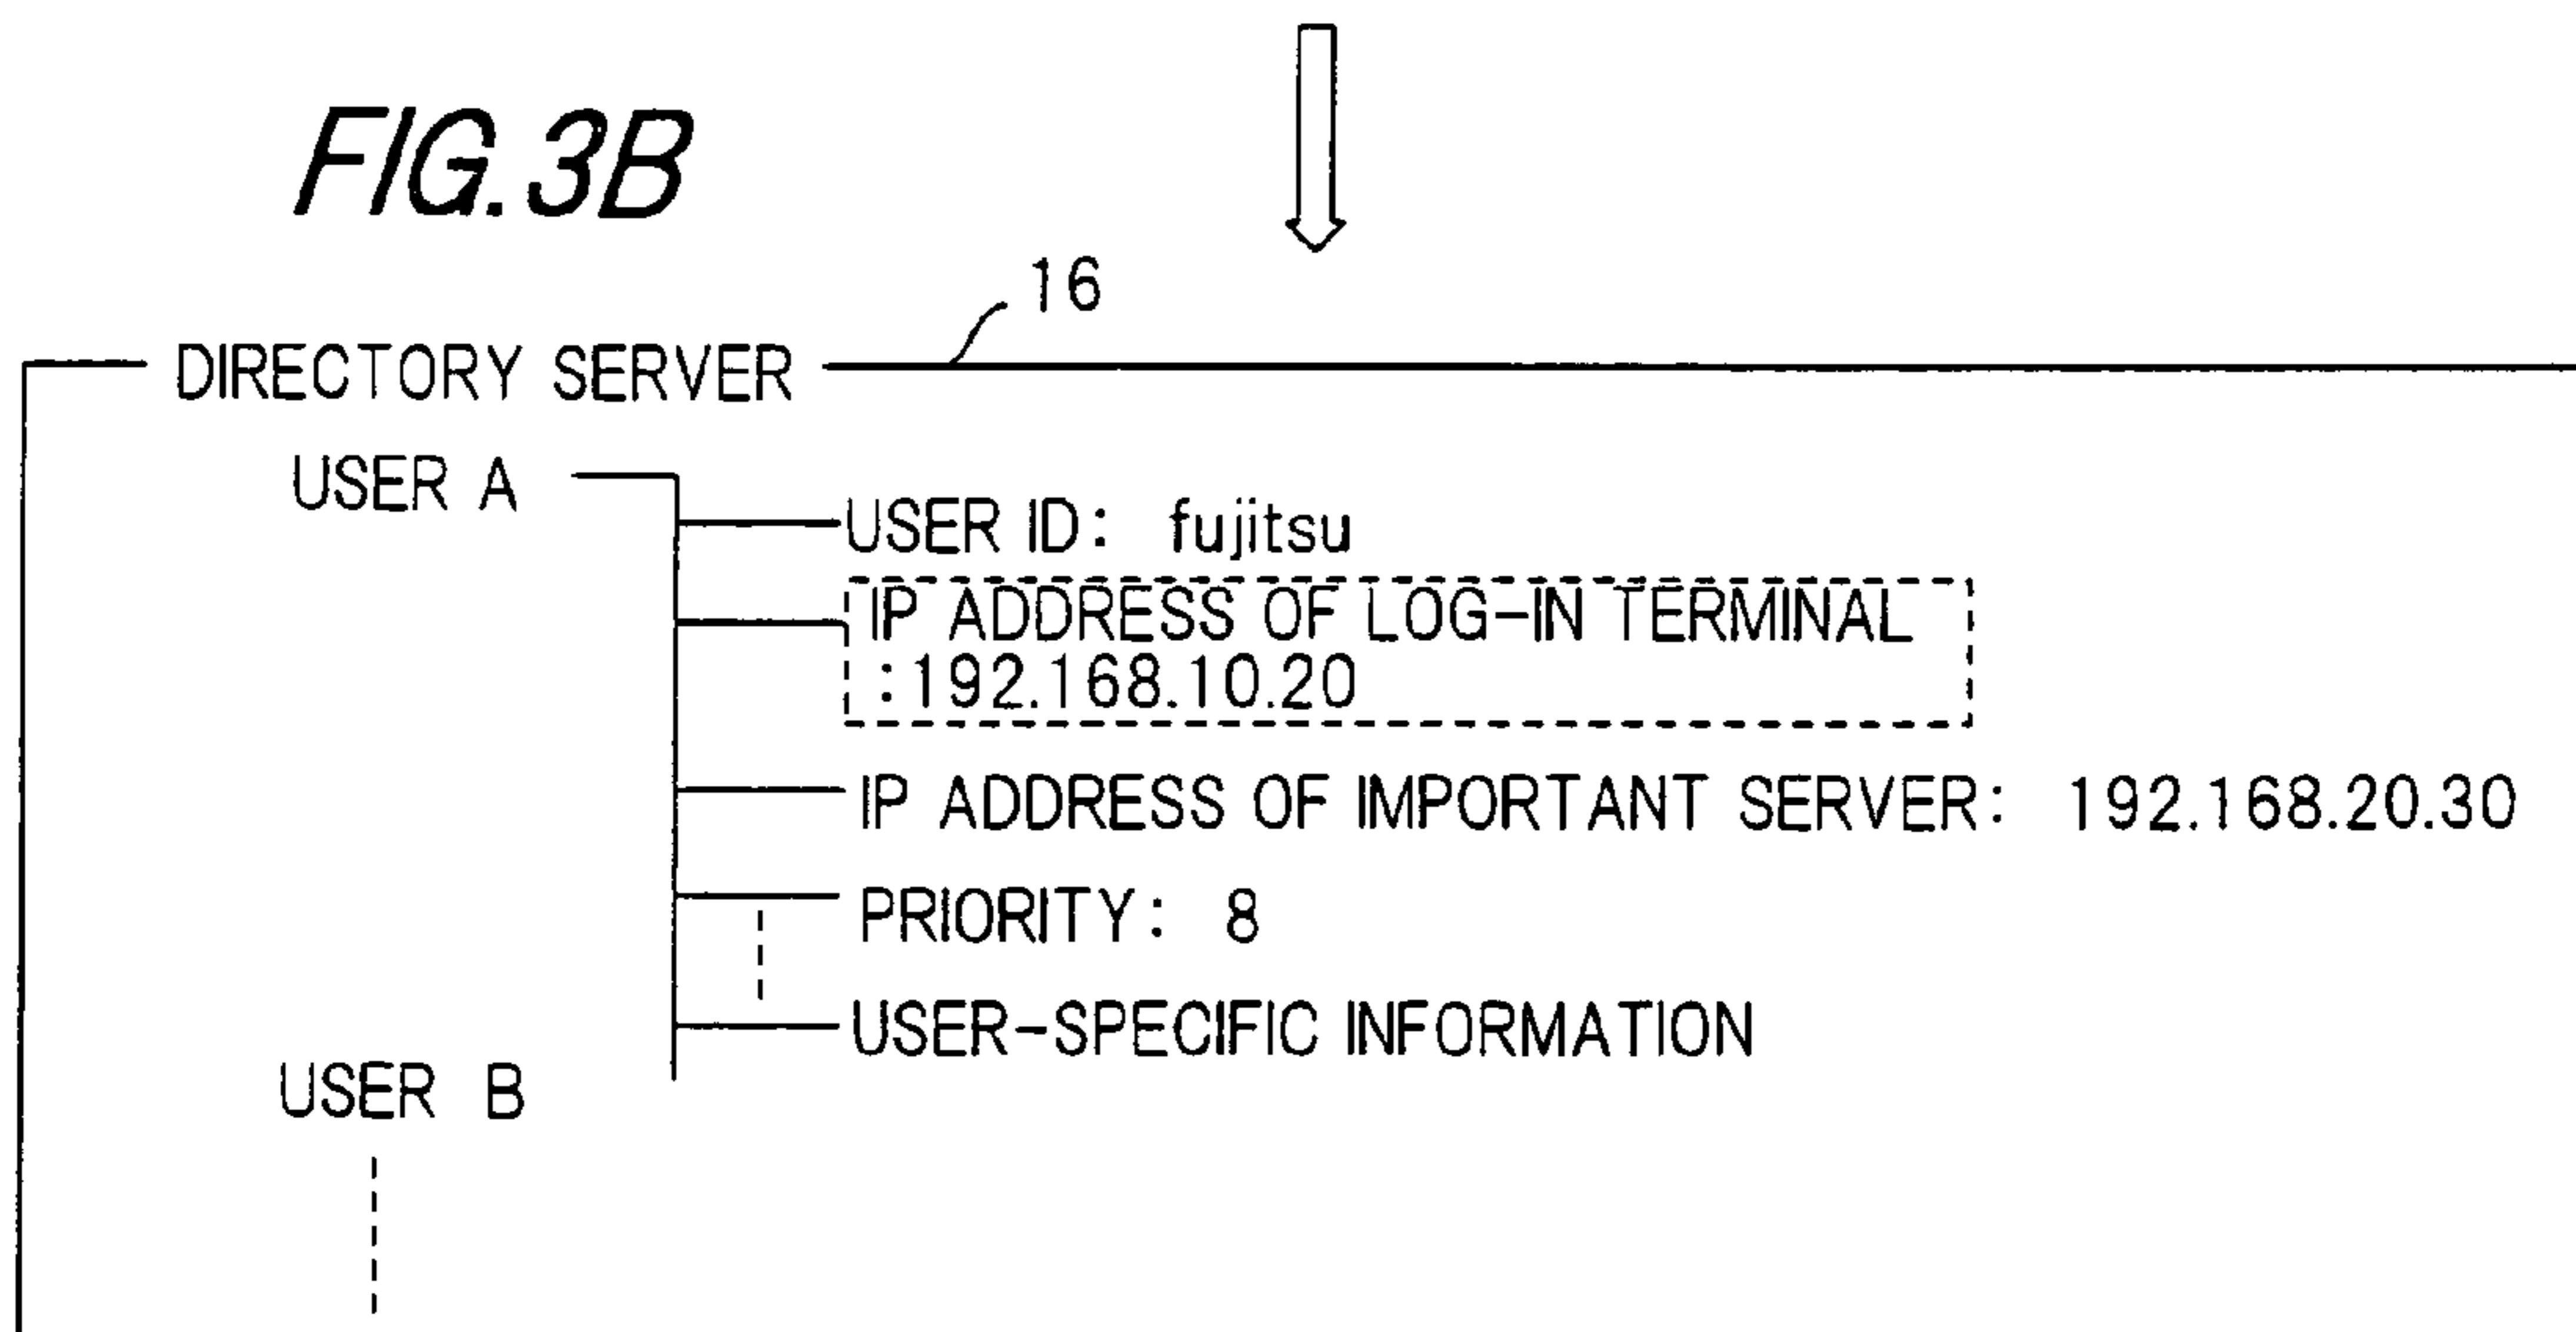 FIG.3B
16
DIRECTORY SERVER
USER A
USER ID: fujitsu
IP ADDRESS OF LOG-IN TERMINAL
:192.168.10.20
IP ADDRESS OF IMPORTANT SERVER: 192.168.20.30
PRIORITY: 8
USER-SPECIFIC INFORMATION
USER B